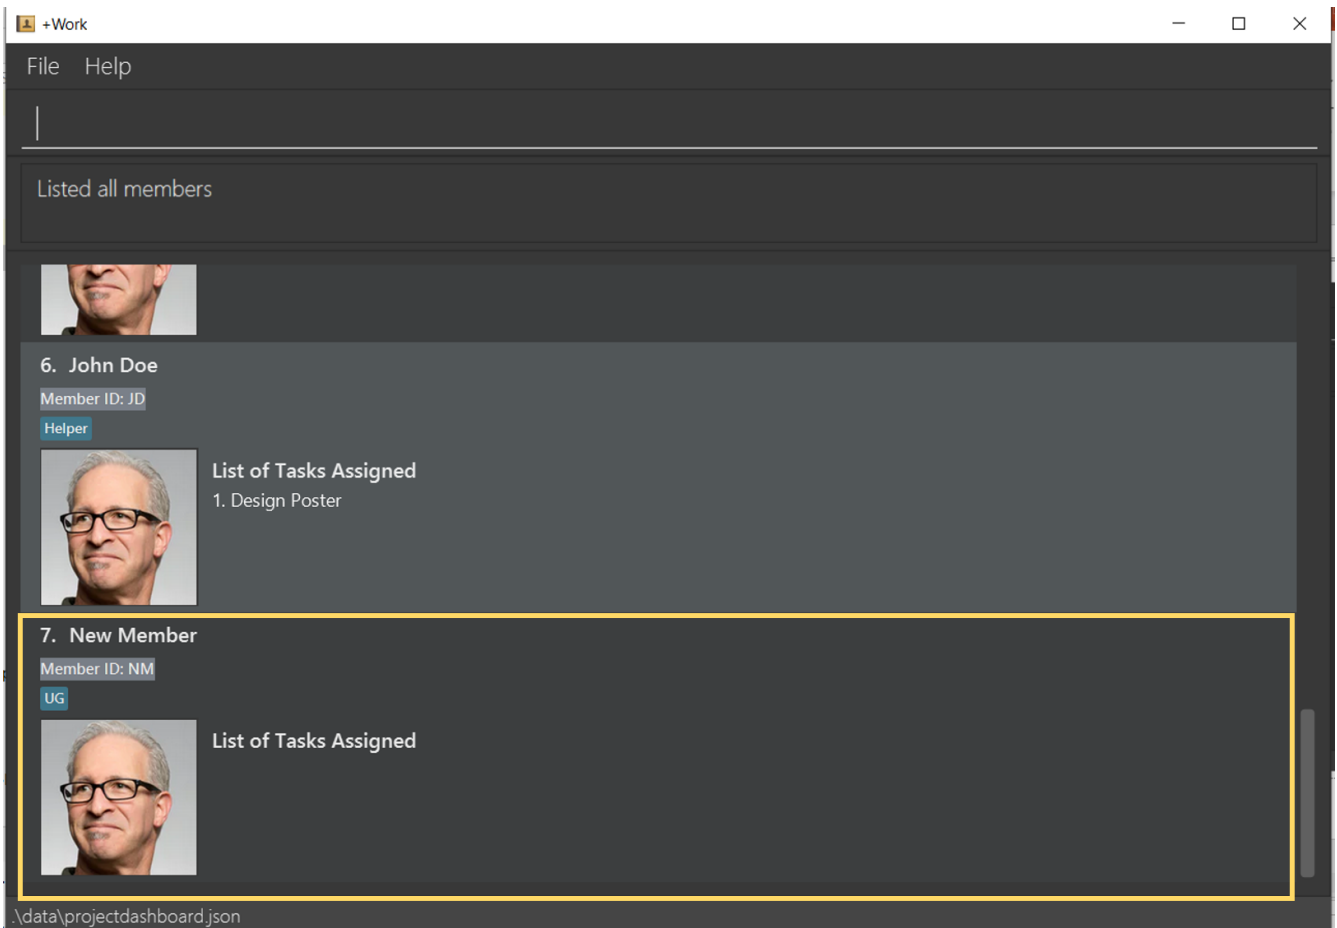 +Work
File Help
Listed all members
6. John Doe
Member ID: JD
Helper
List of Tasks Assigned
1. Design Poster
7. New Member
Member ID: NM
UG
List of Tasks Assigned
.\data\projectdashboard.json